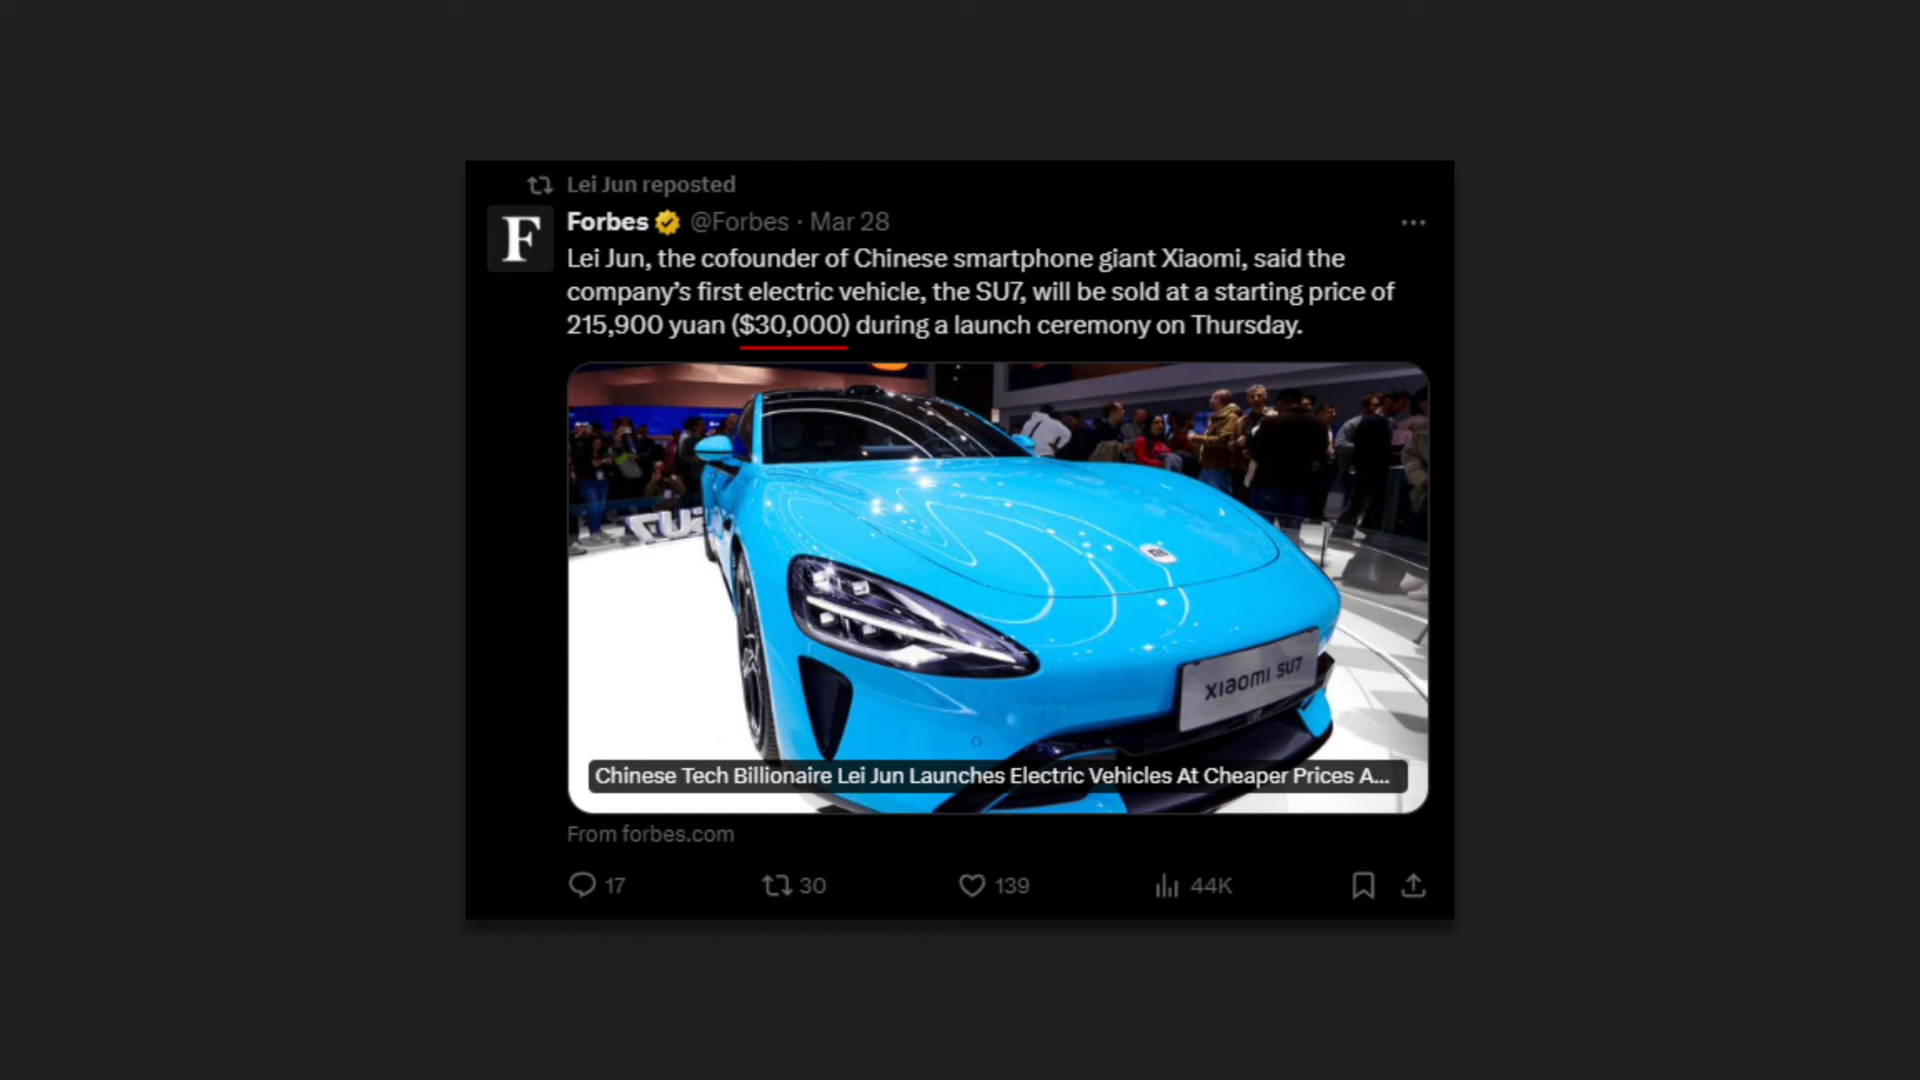 Lei Jun reposted
F
Forbes @Forbes · Mar 28
Lei Jun, the cofounder of Chinese smartphone giant Xiaomi, said the
company’s first electric vehicle, the SU7, will be sold at a starting price of
215,900 yuan ($30,000) during a launch ceremony on Thursday.
SU7
mi
xiaomi SU7
Chinese Tech Billionaire Lei Jun Launches Electric Vehicles At Cheaper Prices A...
From forbes.com
17 30 139 44K